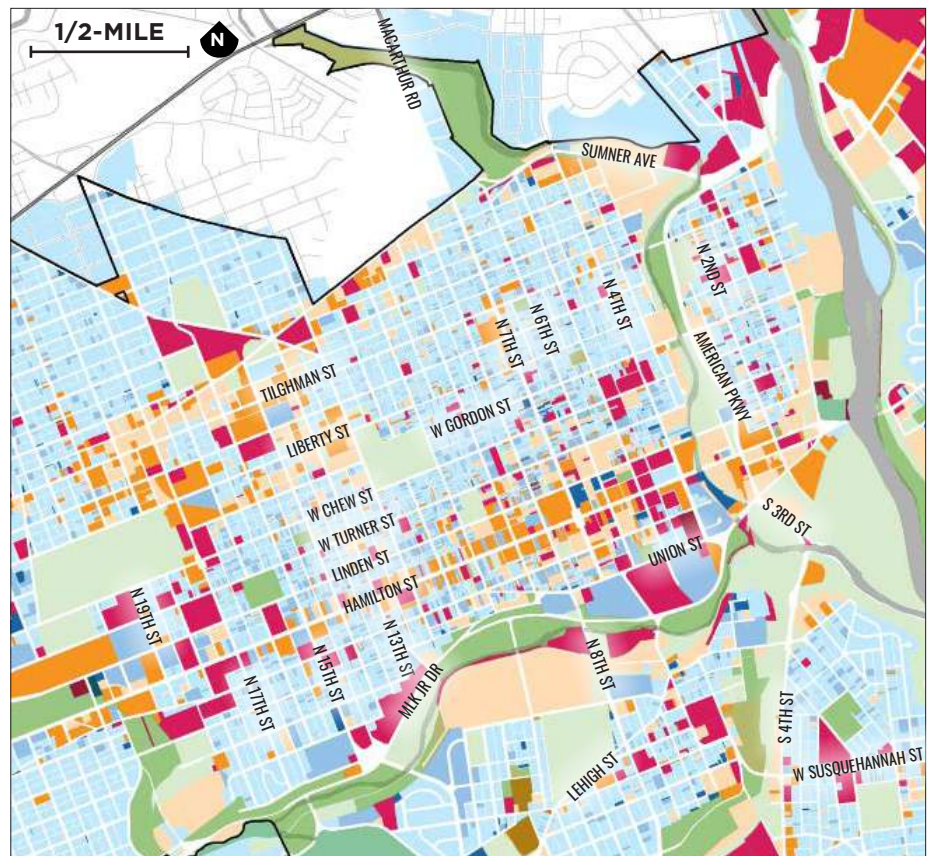 1/2-MILE
N
MACARTHUR RD
SUMNER AVE
N 2ND ST
N 4TH ST
N 6TH ST
N 7TH ST
AMERICAN PKWY
TILGHMAN ST
W GORDON ST
LIBERTY ST
W CHEW ST
S 3RD ST
W TURNER ST
UNION ST
LINDEN ST
HAMILTON ST
N 19TH ST
N 13TH ST
N 15TH ST
N 8TH ST
MLK JR DR
N 17TH ST
S 4TH ST
LEHIGH ST
W SUSQUEHANNAH ST